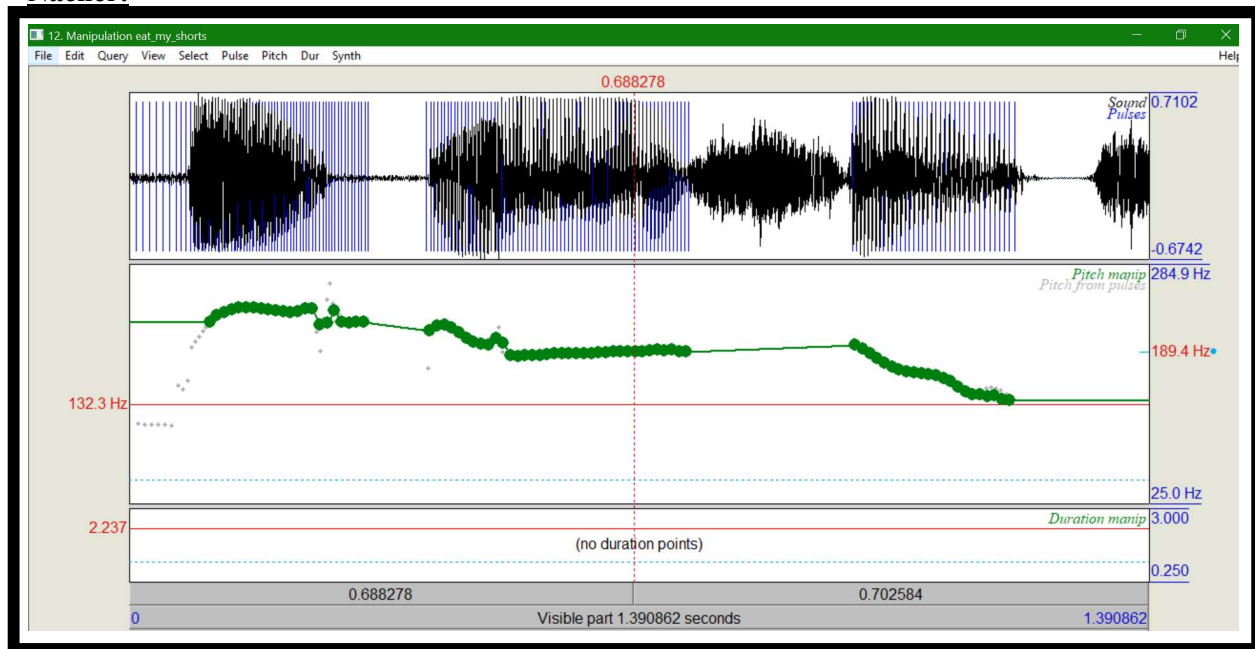 12. Manipulation eat_my_shorts
File Edit Query View Select Pulse Pitch Dur Synth Help
0.688278
Sound 0.7102
Pulses
-0.6742
Pitch manip 284.9 Hz
Pitch from pulses
189.4 Hz
132.3 Hz
25.0 Hz
Duration manip 3.000
2.237
(no duration points)
0.250
0.688278 0.702584
0 Visible part 1.390862 seconds 1.390862